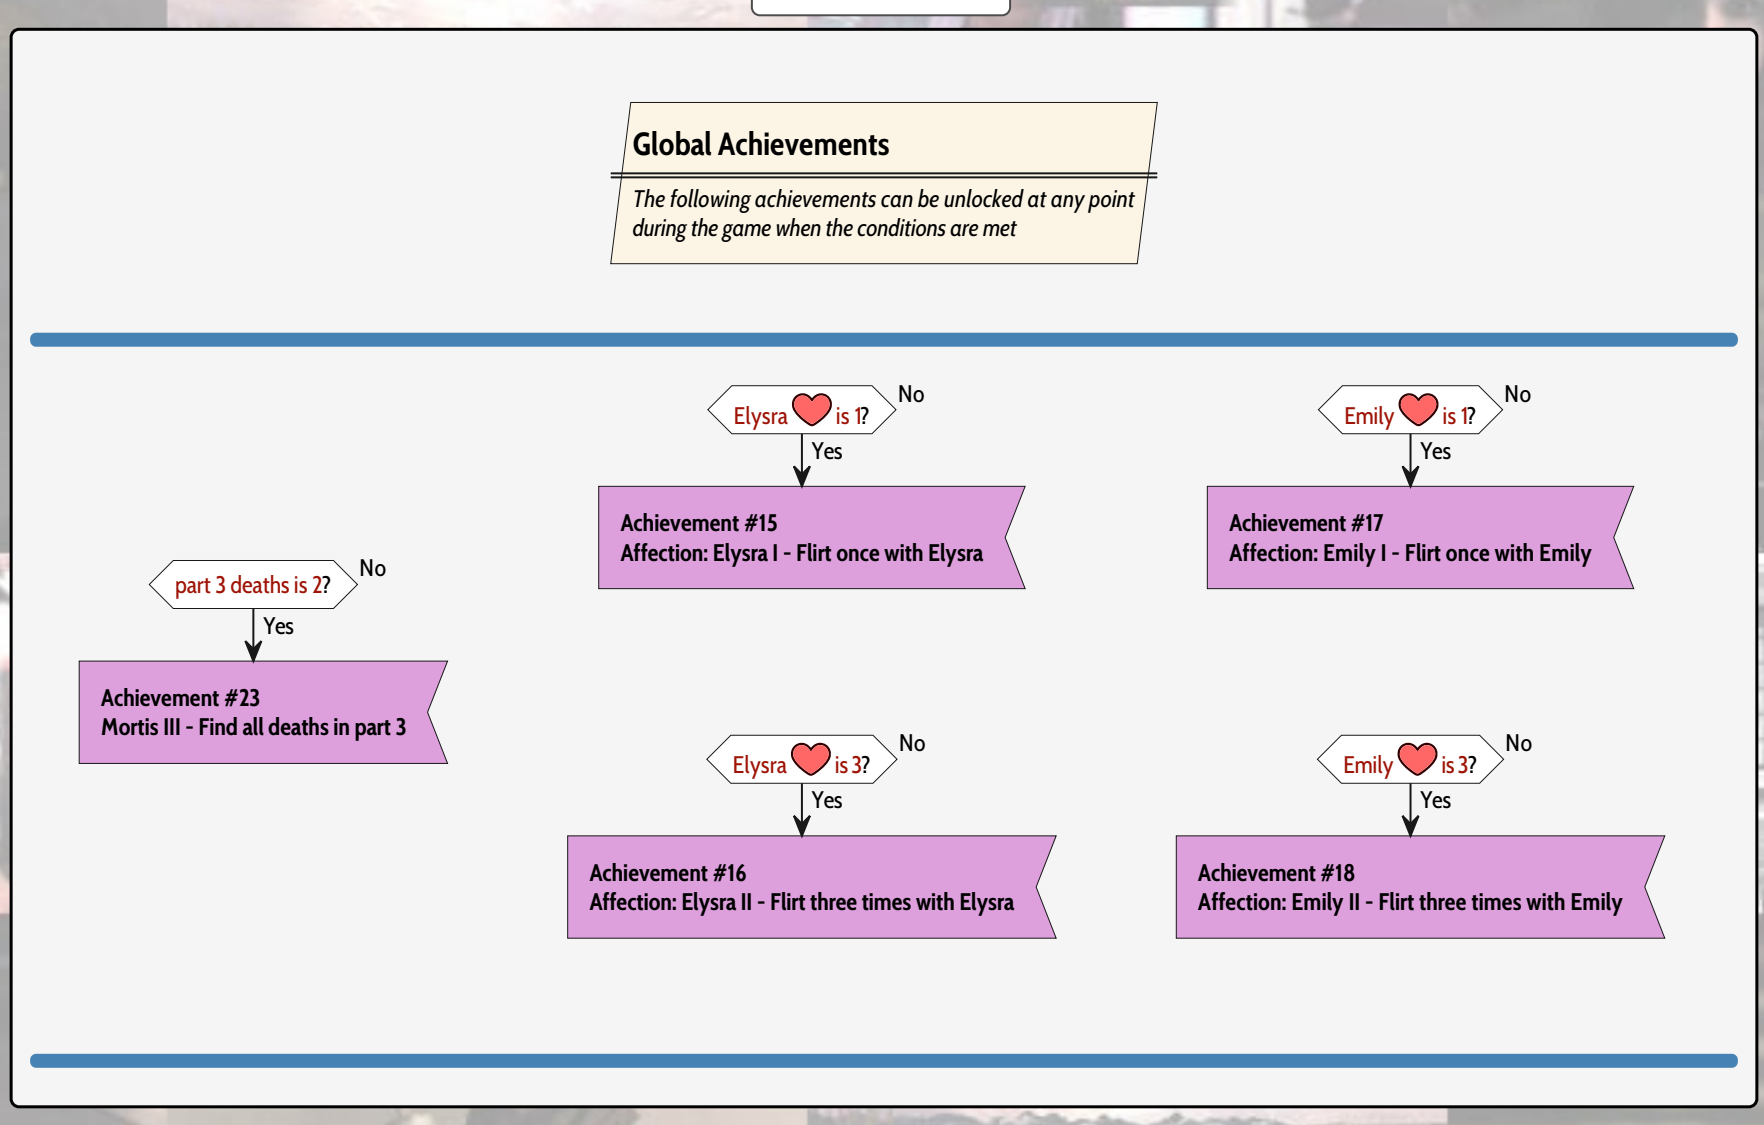 Global Achievements
The following achievements can be unlocked at any point
during the game when the conditions are met
part 3 deaths is 2?
No
Yes
Achievement #23
Mortis III - Find all deaths in part 3
Elysra is 1?
No
Yes
Achievement #15
Affection: Elysra I - Flirt once with Elysra
Elysra is 3?
No
Yes
Achievement #16
Affection: Elysra II - Flirt three times with Elysra
Emily is 1?
No
Yes
Achievement #17
Affection: Emily I - Flirt once with Emily
Emily is 3?
No
Yes
Achievement #18
Affection: Emily II - Flirt three times with Emily